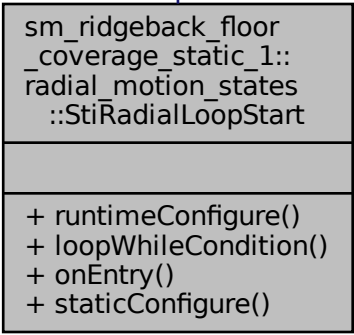 sm_ridgeback_floor
_coverage_static_1::
radial_motion_states
::StiRadialLoopStart
+ runtimeConfigure()
+ loopWhileCondition()
+ onEntry()
+ staticConfigure()